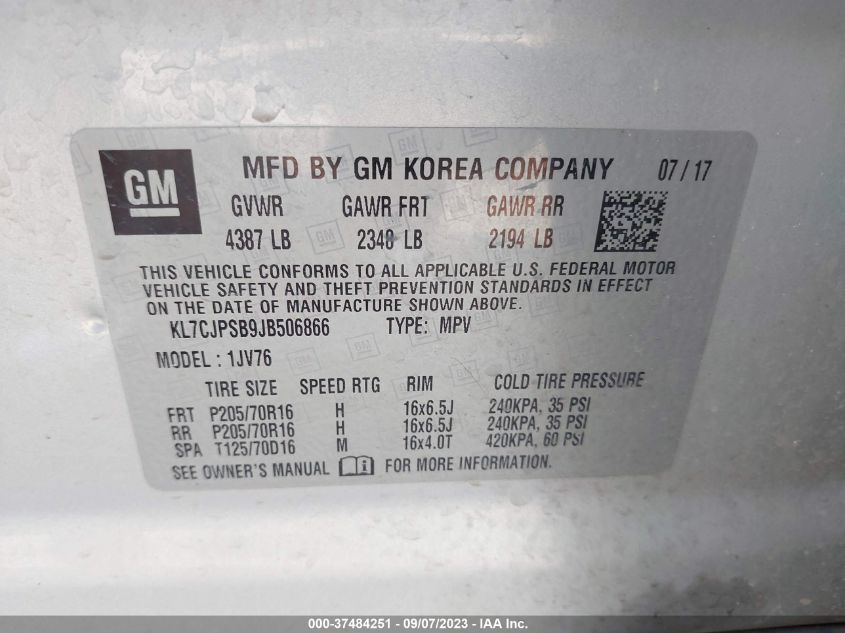 GM
MFD BY GM KOREA COMPANY 07 / 17
GVWR GAWR FRT GAWR RR
4387 LB 2348 LB 2194 LB
THIS VEHICLE CONFORMS TO ALL APPLICABLE U.S. FEDERAL MOTOR
VEHICLE SAFETY AND THEFT PREVENTION STANDARDS IN EFFECT
ON THE DATE OF MANUFACTURE SHOWN ABOVE.
KL7CJPSB9JB506866 TYPE: MPV
MODEL : 1JV76
TIRE SIZE SPEED RTG RIM COLD TIRE PRESSURE
FRT P205/70R16 H 16x6.5J 240KPA, 35 PSI
RR P205/70R16 H 16x6.5J 240KPA, 35 PSI
SPA T125/70D16 M 16x4.0T 420KPA, 60 PSI
SEE OWNER'S MANUAL FOR MORE INFORMATION.
000-37484251 - 09/07/2023 - IAA Inc.